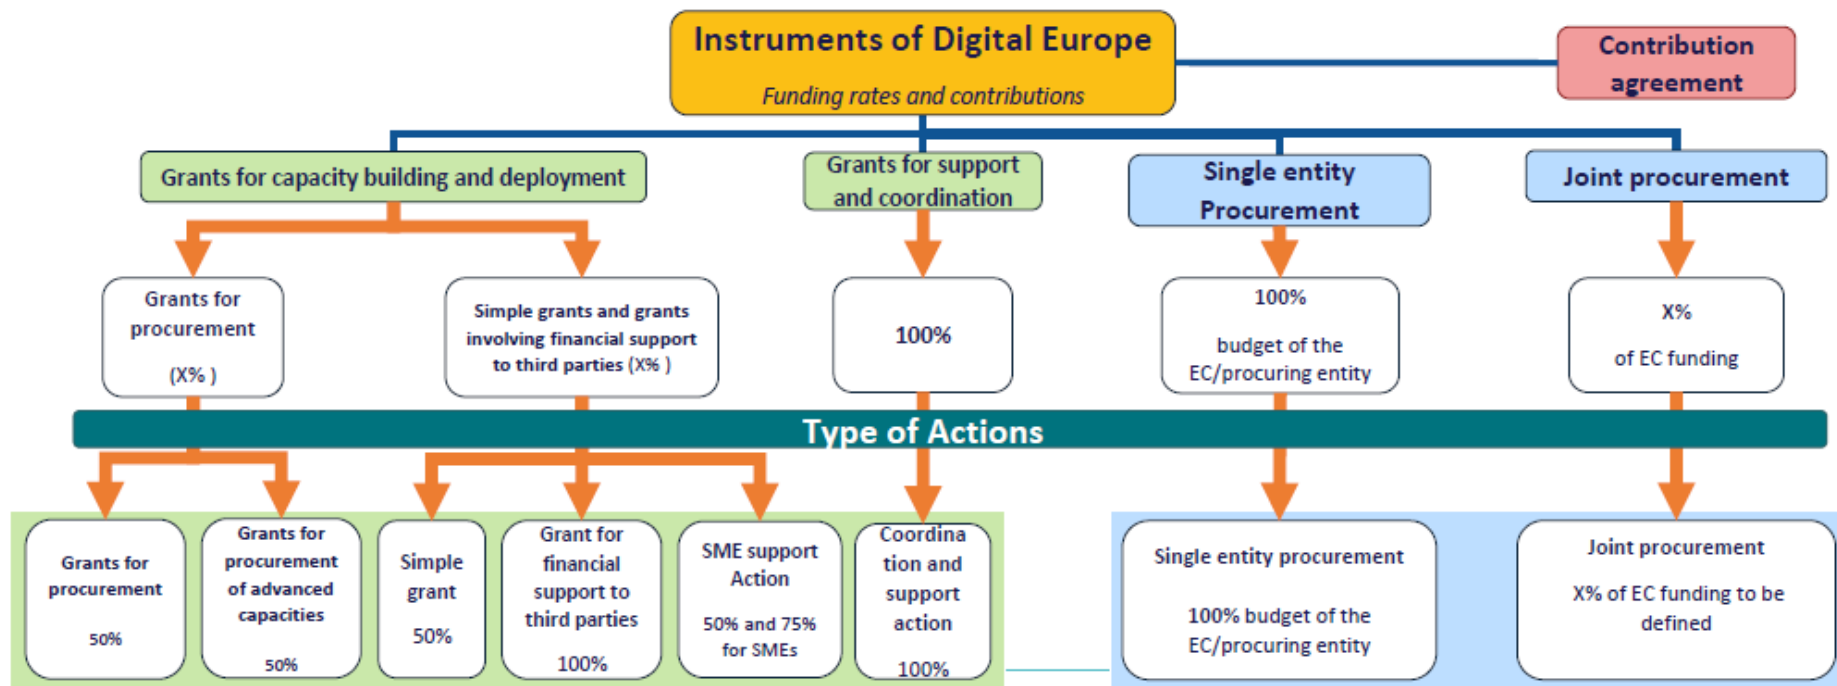 Instruments of Digital Europe
Funding rates and contributions
Contribution
agreement
Grants for capacity building and deployment
Grants for support
and coordination
Single entity
Procurement
Joint procurement
Grants for
procurement
(X% )
Simple grants and grants
involving financial support
to third parties (X% )
100%
100%
budget of the
EC/procuring entity
X%
of EC funding
Type of Actions
Grants for
procurement
50%
Grants for
procurement
of advanced
capacities
50%
Simple
grant
50%
Grant for
financial
support to
third parties
100%
SME support
Action
50% and 75%
for SMEs
Coordina
tion and
support
action
100%
Single entity procurement
100% budget of the
EC/procuring entity
Joint procurement
X% of EC funding to be
defined